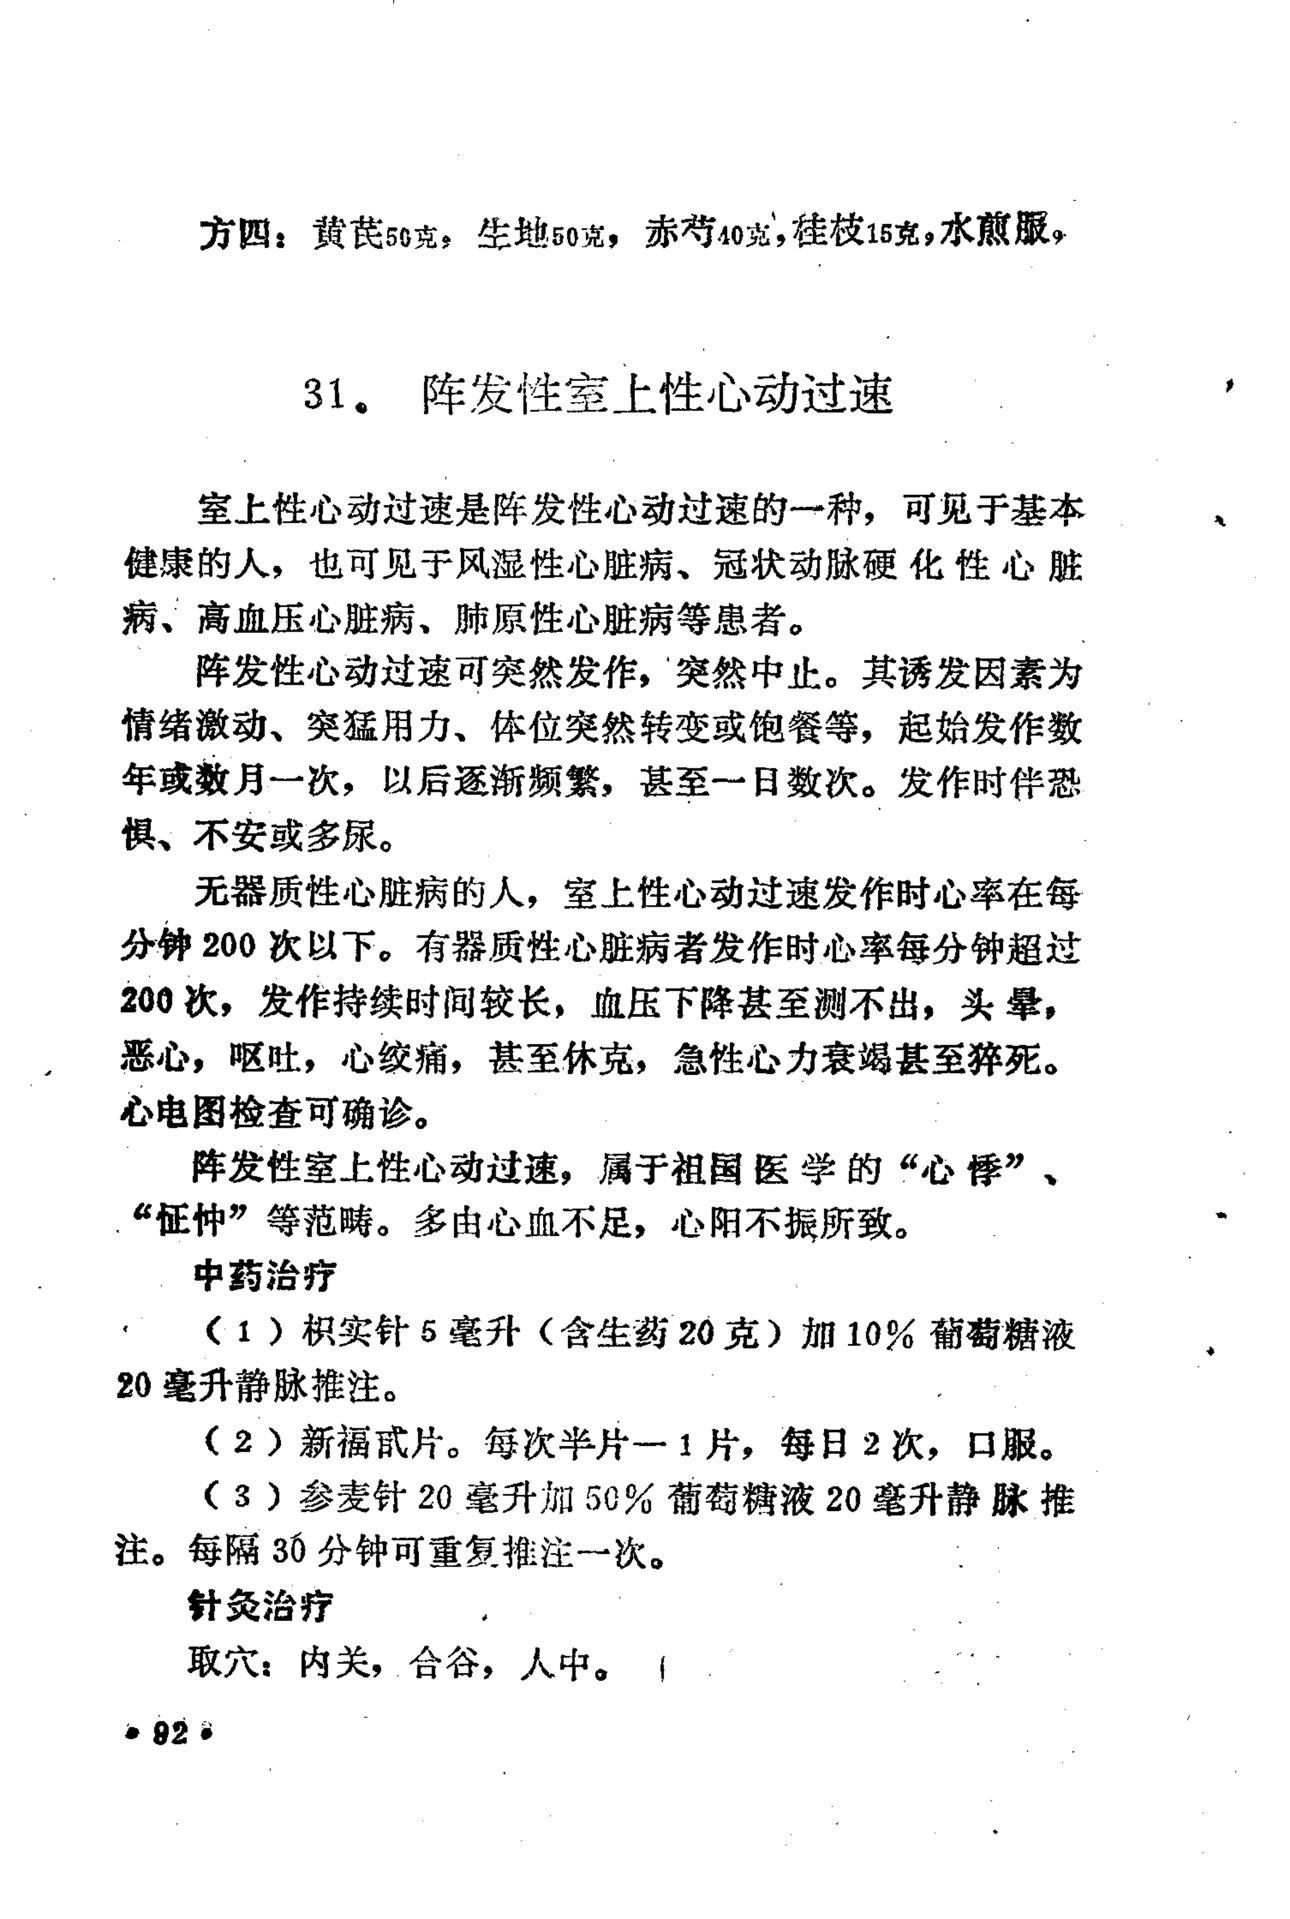 方四：黄芪50克，生地50克，赤芍40克，桂枝15克，水煎服。
31。 阵发性室上性心动过速
室上性心动过速是阵发性心动过速的一种，可见于基本
健康的人，也可见于风湿性心脏病、冠状动脉硬化性心脏
病、高血压心脏病、肺原性心脏病等患者。
阵发性心动过速可突然发作，突然中止。其诱发因素为
情绪激动、突猛用力、体位突然转变或饱餐等，起始发作数
年或数月一次，以后逐渐频繁，甚至一日数次。发作时伴恐
惧、不安或多尿。
无器质性心脏病的人，室上性心动过速发作时心率在每
分钟200次以下。有器质性心脏病者发作时心率每分钟超过
200次，发作持续时间较长，血压下降甚至测不出，头晕，
恶心，呕吐，心绞痛，甚至休克，急性心力衰竭甚至猝死。
心电图检查可确诊。
阵发性室上性心动过速，属于祖国医学的“心悸”、
“怔忡”等范畴。多由心血不足，心阳不振所致。
中药治疗
（1）枳实针5毫升（含生药20克）加10%葡萄糖液
20毫升静脉推注。
（2）新福甙片。每次半片一1片，每日2次，口服。
（3）参麦针20毫升加50%葡萄糖液20毫升静脉推
注。每隔30分钟可重复推注一次。
针灸治疗
取穴：内关，合谷，人中。
•92•